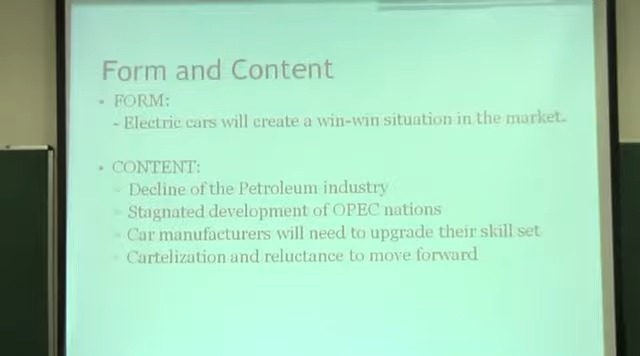 Form and Content
• FORM:
- Electric cars will create a win-win situation in the market.
• CONTENT:
Decline of the Petroleum industry
Stagnated development of OPEC nations
Car manufacturers will need to upgrade their skill set
Cartelization and reluctance to move forward